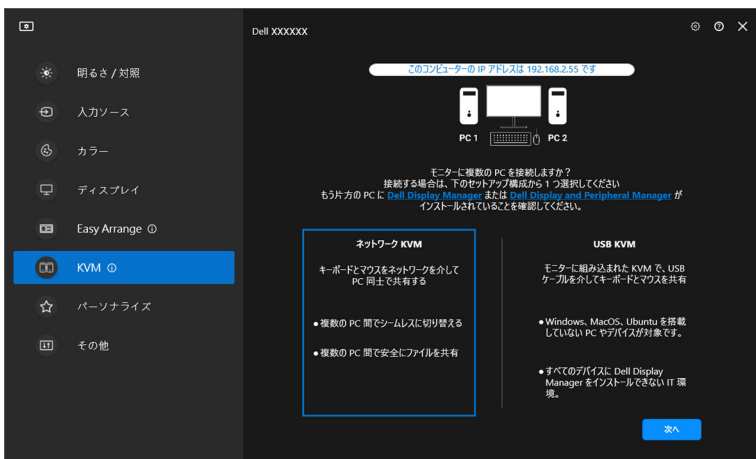 Dell XXXXXX
明るさ / 対照
入力ソース
カラー
ディスプレイ
Easy Arrange
KVM
パーソナライズ
その他
このコンピューターの IP アドレスは 192.168.2.55 です
PC 1
PC 2
モニターに複数の PC を接続しますか？
接続する場合は、下のセットアップ構成から 1 つ選択してください
もう片方の PC に Dell Display Manager または Dell Display and Peripheral Manager が
インストールされていることを確認してください。
ネットワーク KVM
キーボードとマウスをネットワークを介して
PC 同士で共有する
● 複数の PC 間でシームレスに切り替える
● 複数の PC 間で安全にファイルを共有
USB KVM
モニターに組み込まれた KVM で、USB
ケーブルを介してキーボードとマウスを共有
● Windows、MacOS、Ubuntu を搭載
していない PC やデバイスが対象です。
● すべてのデバイスに Dell Display
Manager をインストールできない IT 環
境。
次へ